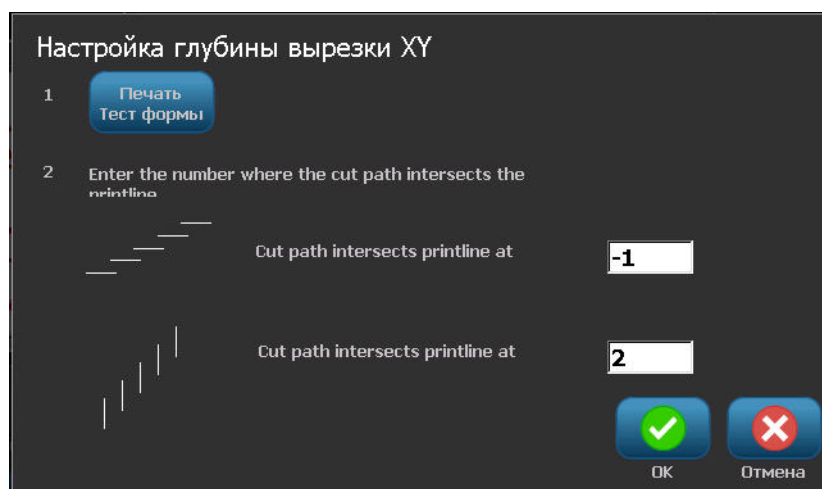 Настройка глубины вырезки XY
1
Печать
Тест формы
2
Enter the number where the cut path intersects the
printline
Cut path intersects printline at
-1
Cut path intersects printline at
2
OK
Отмена